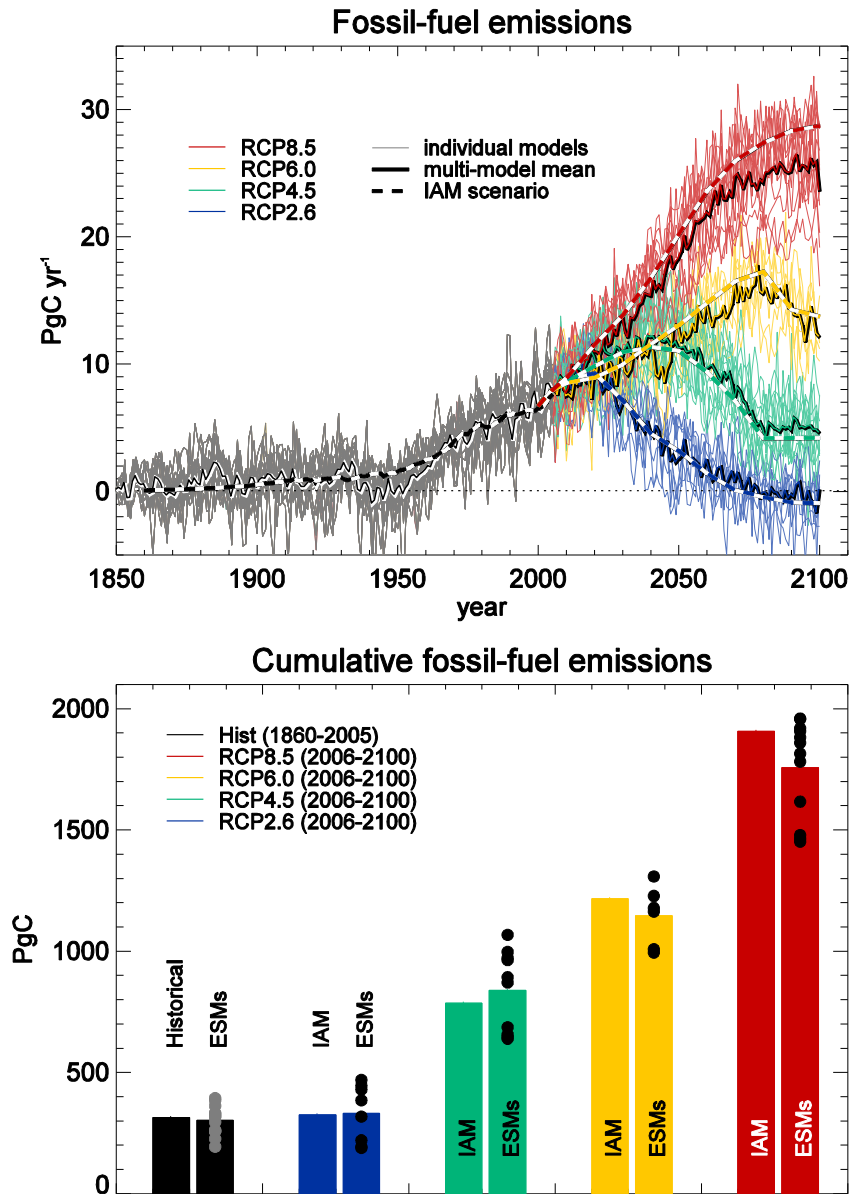 Fossil-fuel emissions
30
20
10
0
PgC yr-1
RCP8.5
RCP6.0
RCP4.5
RCP2.6
individual models
multi-model mean
IAM scenario
1850
1900
1950
2000
2050
2100
year
Cumulative fossil-fuel emissions
2000
1500
1000
500
0
PgC
Hist (1860-2005)
RCP8.5 (2006-2100)
RCP6.0 (2006-2100)
RCP4.5 (2006-2100)
RCP2.6 (2006-2100)
Historical
ESMs
IAM
ESMs
IAM
ESMs
IAM
ESMs
IAM
ESMs